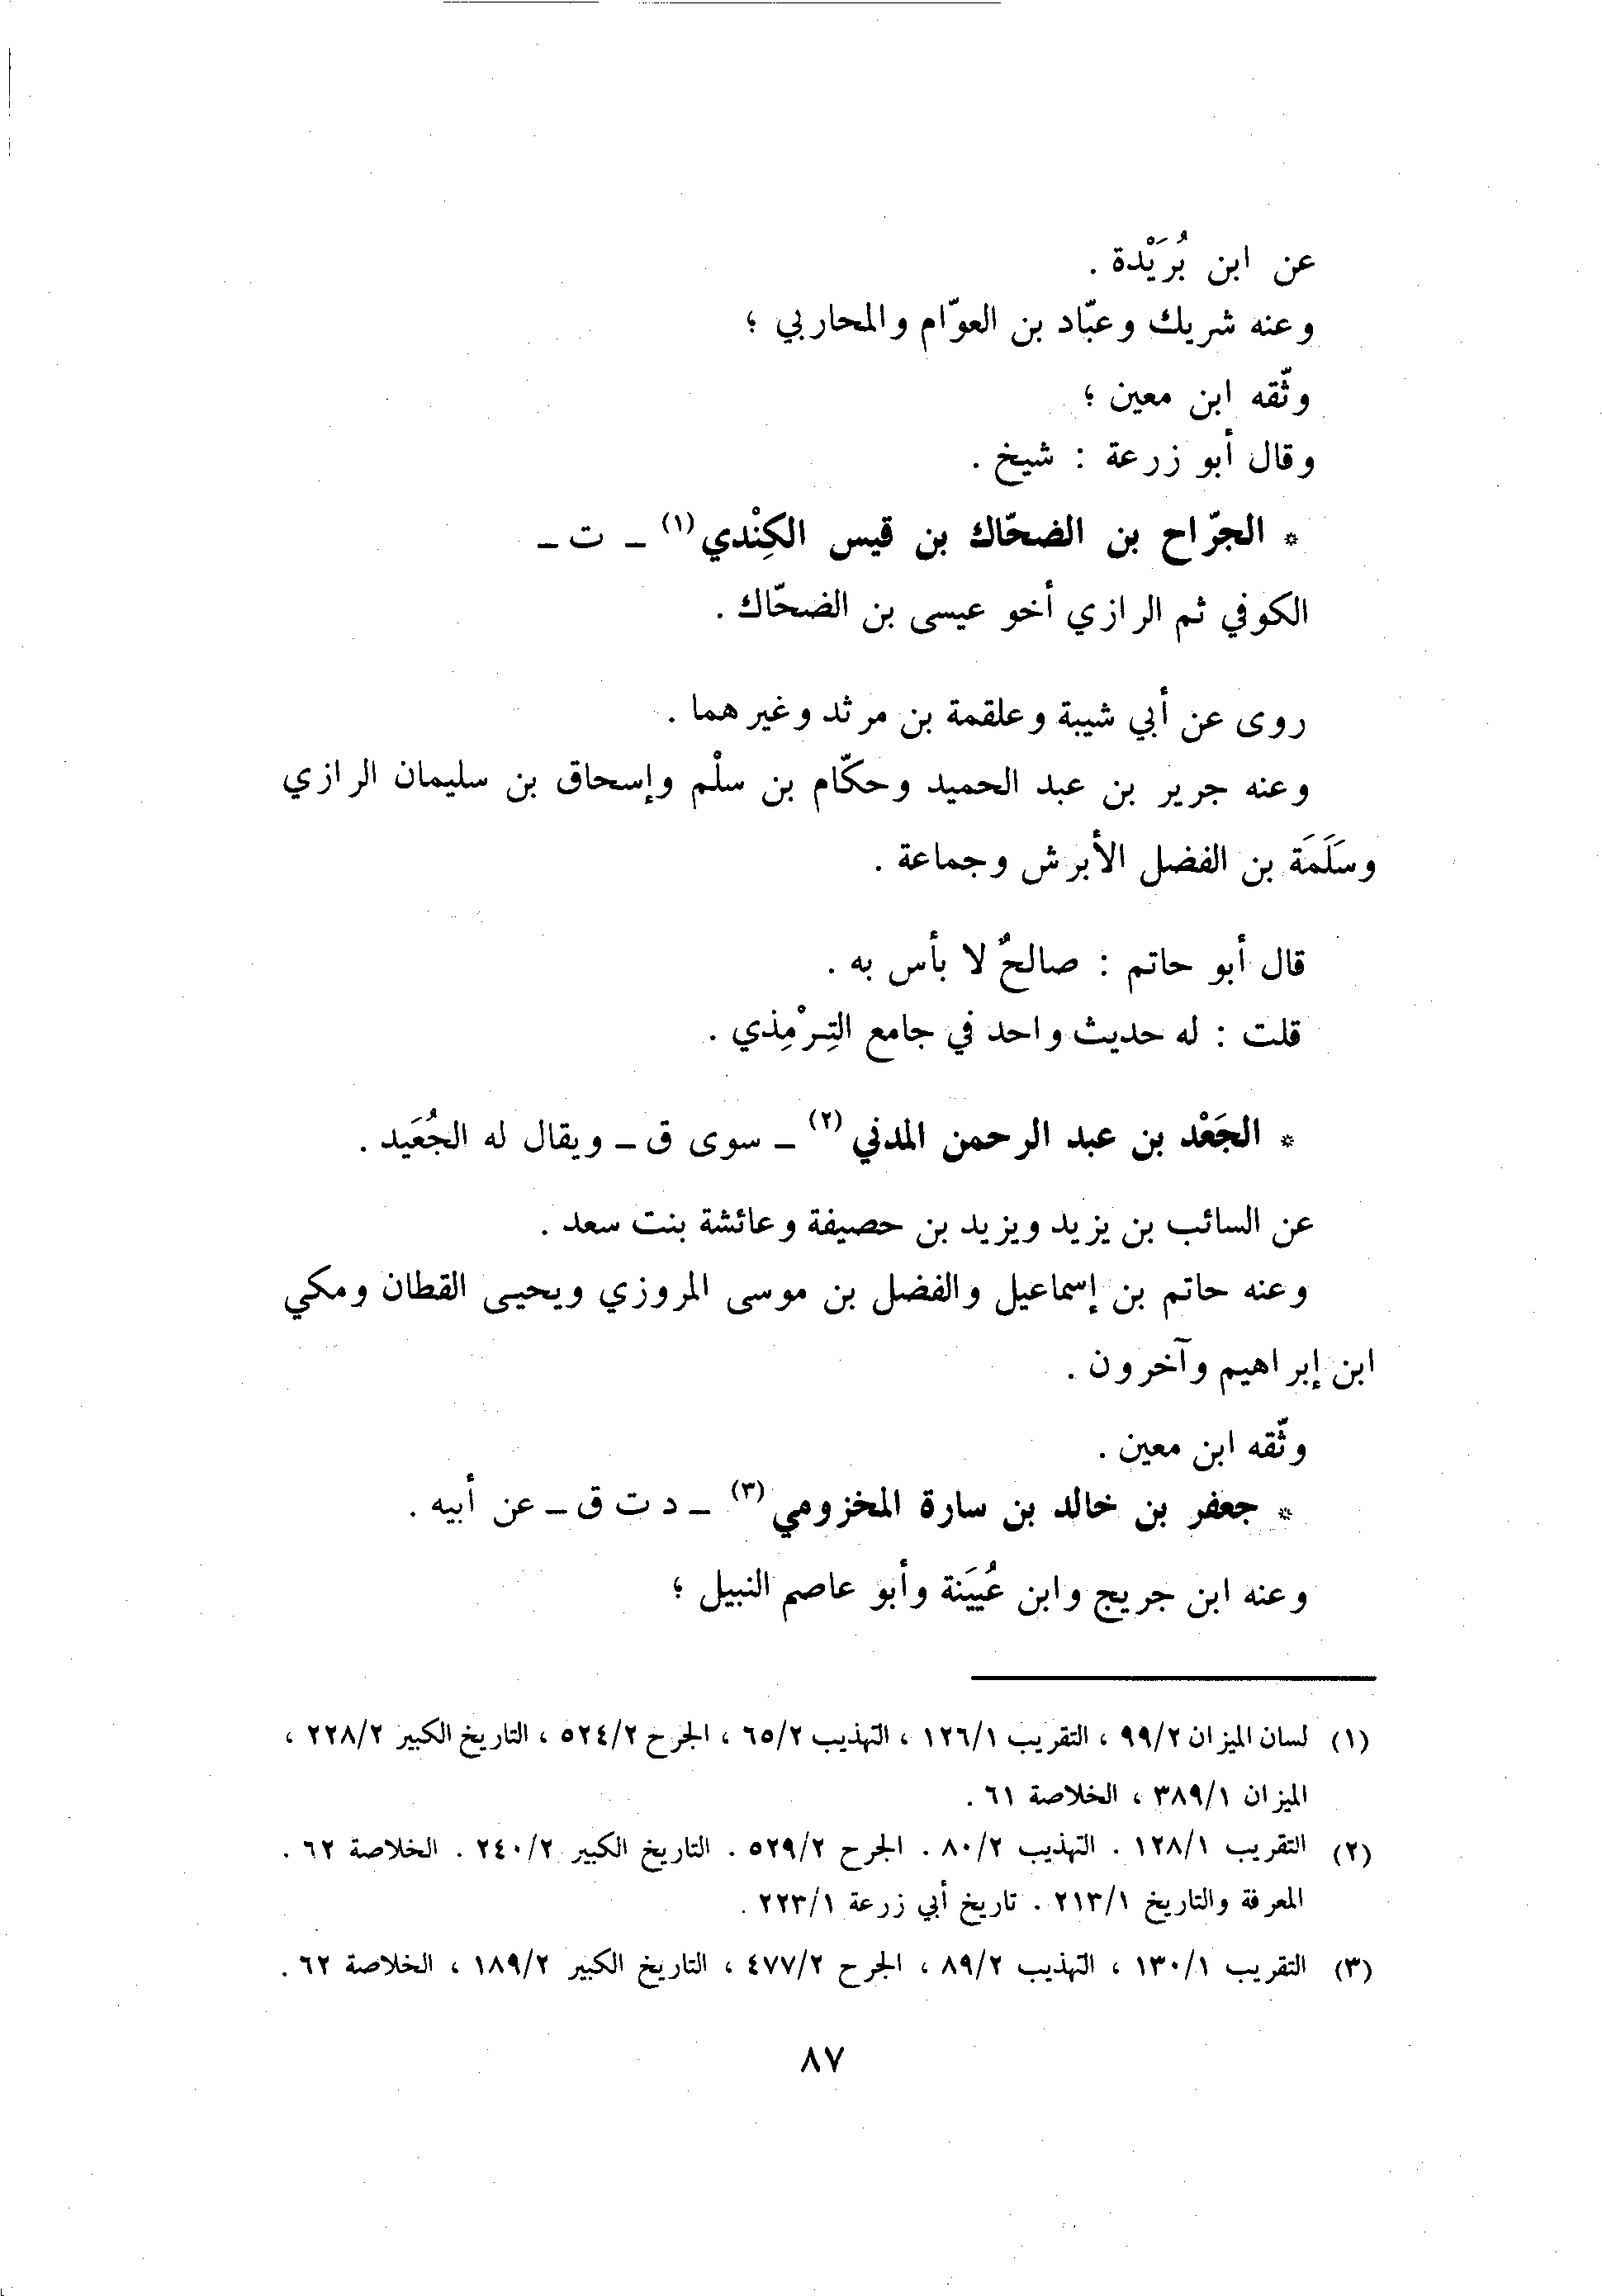 عن ابن بُرَيْدة .
وعنه شريك وعبّاد بن العوّام والمحاربي ؛
وثّقه ابن معين ؛
وقال أبو زرعة : شيخ .
* الجرّاح بن الضحّاك بن قيس الكِنْدي (١) ــ ت ــ
الكوفي ثم الرازي أخو عيسى بن الضحّاك .
روى عن أبي شيبة وعلقمة بن مرثد وغيرهما .
وعنه جرير بن عبد الحميد وحكّام بن سلْم وإسحاق بن سليمان الرازي
وسَلَمَة بن الفضل الأبرش وجماعة .
قال أبو حاتم : صالحٌ لا بأس به .
قلت : له حديث واحد في جامع التِرْمِذي .
* الجَعْد بن عبد الرحمن المدني (٢) ــ سوى ق ــ ويقال له الجُعَيد .
عن السائب بن يزيد ويزيد بن حصيفة وعائشة بنت سعد .
وعنه حاتم بن إسماعيل والفضل بن موسى المروزي ويحيى القطان ومكي
ابن إبراهيم وآخرون .
وثّقه ابن معين .
* جعفر بن خالد بن سارة المخزومي (٣) ــ د ت ق ــ عن أبيه .
وعنه ابن جريج وابن عُيَينة وأبو عاصم النبيل ؛
(١) لسان الميزان ٩٩/٢ ، التقريب ١٢٦/١ ، التهذيب ٦٥/٢ ، الجرح ٥٢٤/٢ ، التاريخ الكبير ٢٢٨/٢ ،
الميزان ٣٨٩/١ ، الخلاصة ٦١ .
(٢) التقريب ١٢٨/١ . التهذيب ٨٠/٢ . الجرح ٥٢٩/٢ . التاريخ الكبير ٢٤٠/٢ . الخلاصة ٦٢ .
المعرفة والتاريخ ٢١٣/١ . تاريخ أبي زرعة ٢٢٣/١ .
(٣) التقريب ١٣٠/١ ، التهذيب ٨٩/٢ ، الجرح ٤٧٧/٢ ، التاريخ الكبير ١٨٩/٢ ، الخلاصة ٦٢ .
٨٧